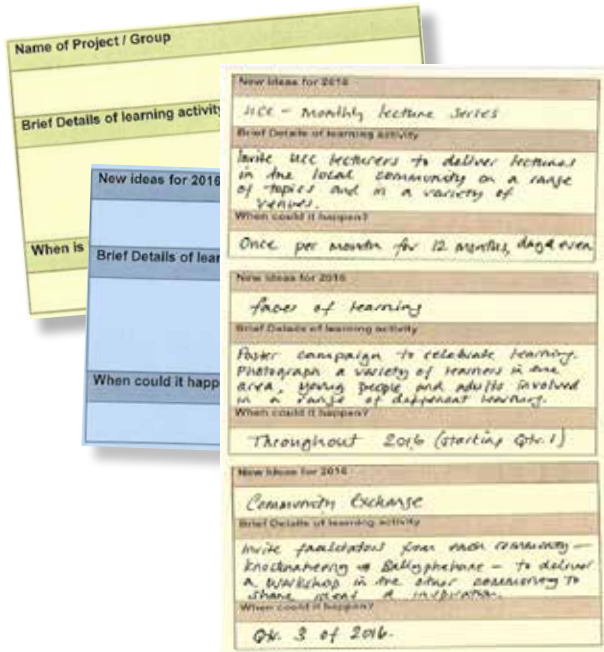 Name of Project / Group
Brief Details of learning activity
When is
New ideas for 2016
Brief Details of lear
When could it happ
New ideas for 2016
UCC - Monthly lecture series
Brief Details of learning activity
Invite UCC lecturers to deliver lectures
in the local community on a range
of topics and in a variety of
venues.
When could it happen?
Once per month for 12 months, day & even
New ideas for 2016
faces of learning
Brief Details of learning activity
Poster campaign to celebrate learning.
Photograph a variety of learners in one
area, young people and adults involved
in a range of different learning.
When could it happen?
Throughout 2016 (starting Qtr. 1)
New ideas for 2016
Community Exchange
Brief Details of learning activity
Invite facilitators from each community -
Knocknaheeny & Ballyphehane - to deliver
a workshop in the other community to
share ideas & inspiration.
When could it happen?
Qtr. 3 of 2016.